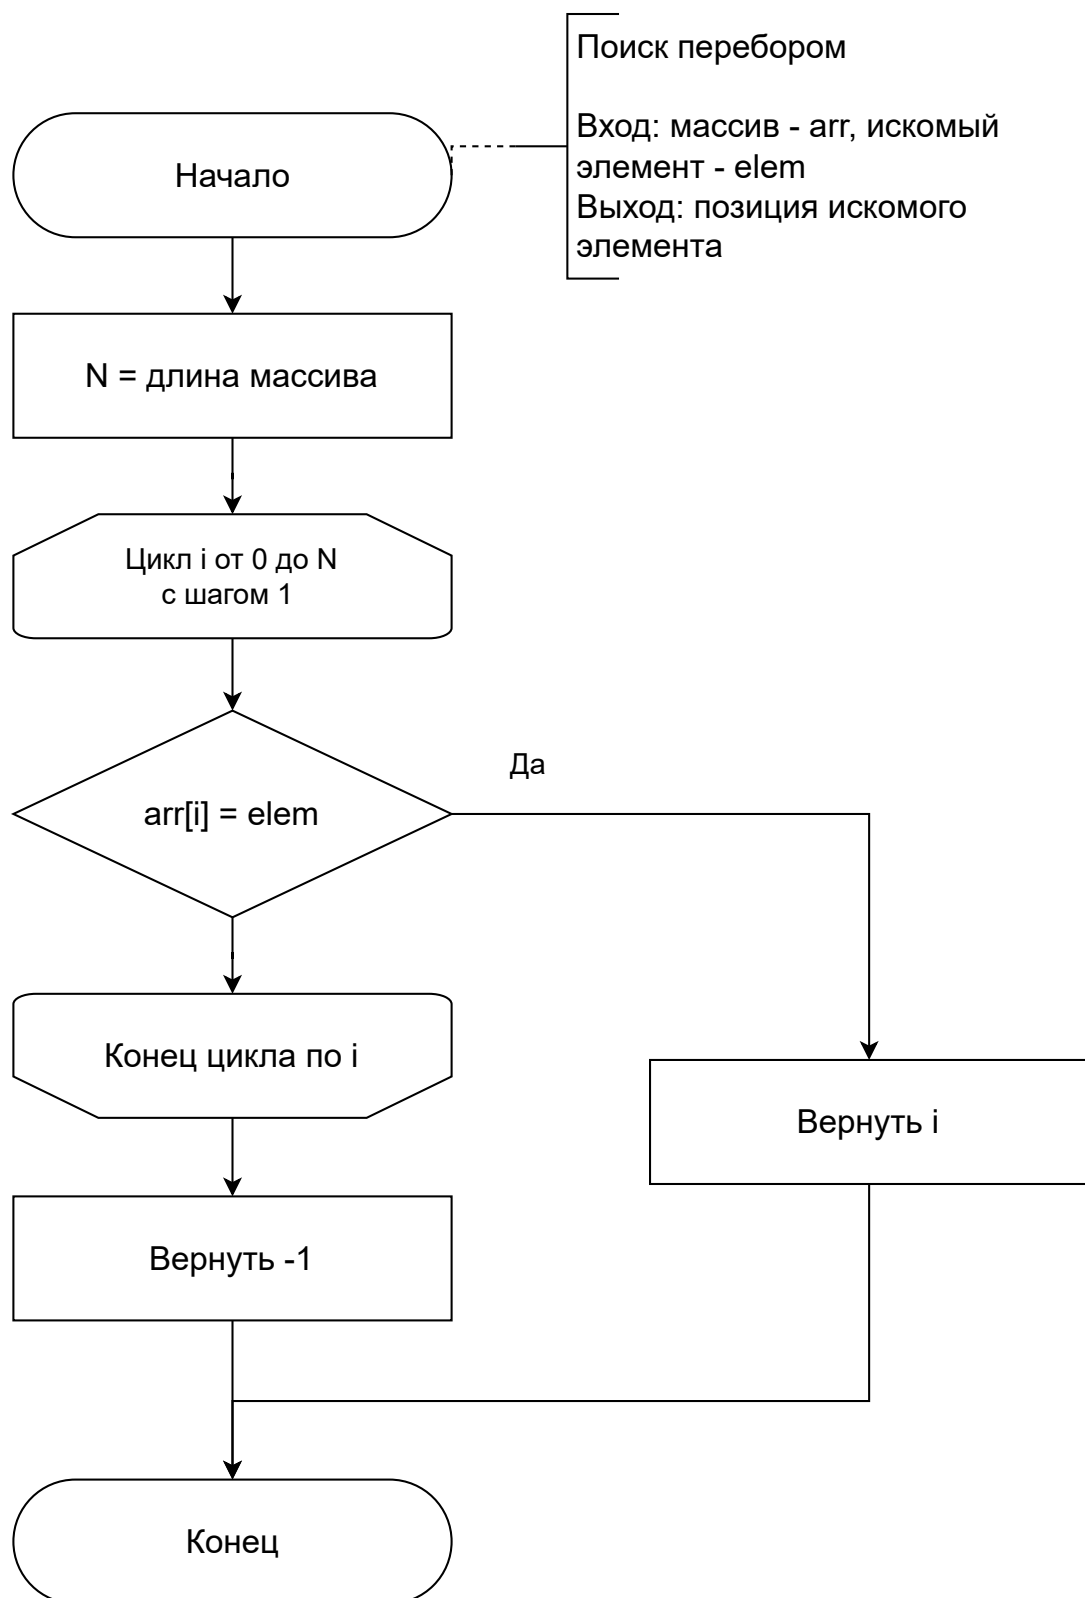 Поиск перебором
Вход: массив - arr, искомый
элемент - elem
Выход: позиция искомого
элемента
Начало
N = длина массива
Цикл i от 0 до N
с шагом 1
Да
arr[i] = elem
Конец цикла по i
Вернуть i
Вернуть -1
Конец